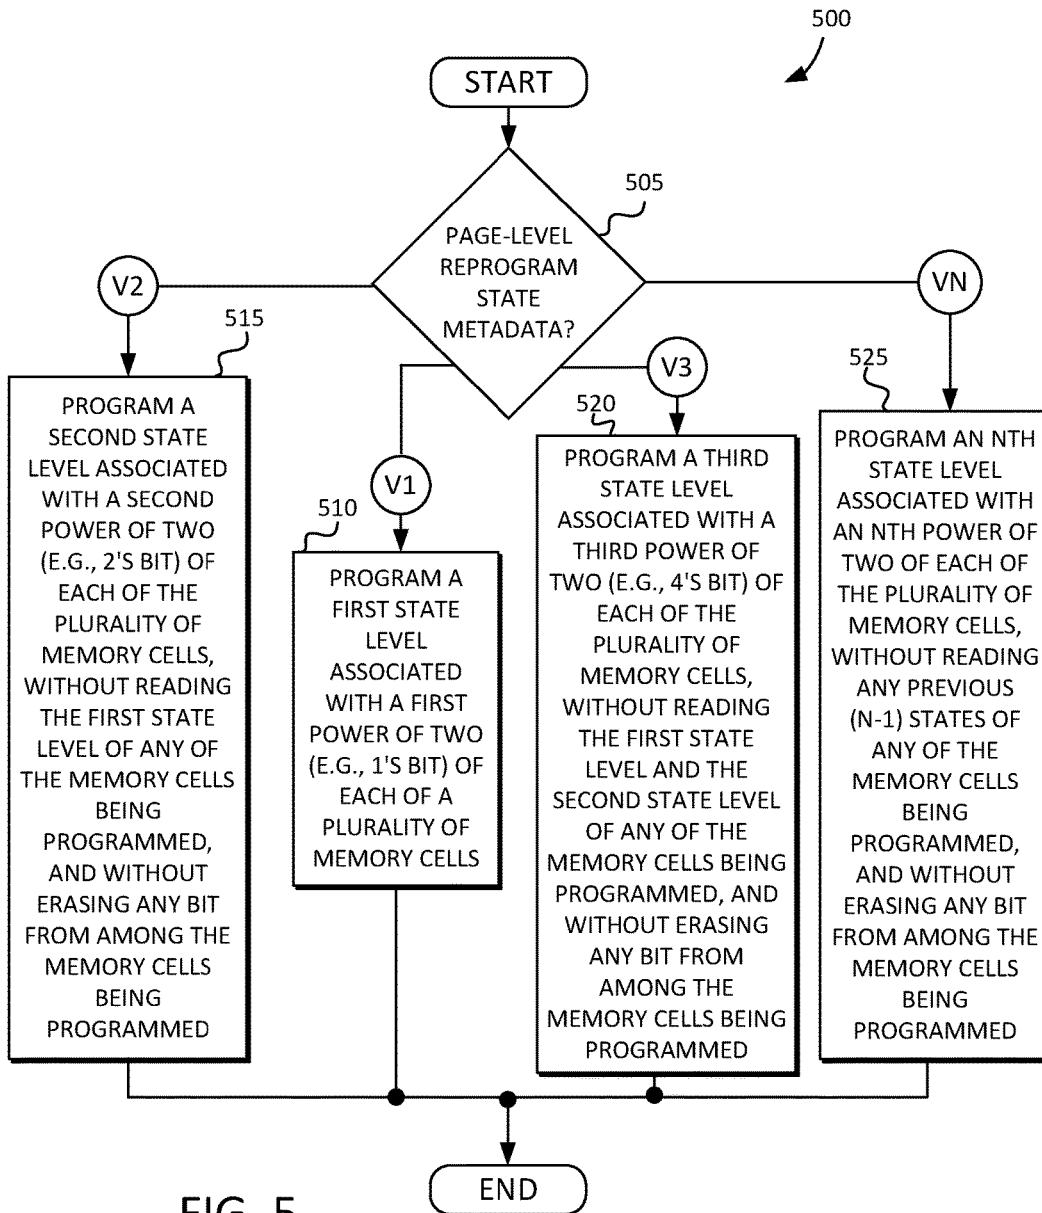 500
START
505
PAGE-LEVEL
REPROGRAM
STATE
METADATA?
V2
VN
V3
V1
515
PROGRAM A
SECOND STATE
LEVEL ASSOCIATED
WITH A SECOND
POWER OF TWO
(E.G., 2'S BIT) OF
EACH OF THE
PLURALITY OF
MEMORY CELLS,
WITHOUT READING
THE FIRST STATE
LEVEL OF ANY OF
THE MEMORY CELLS
BEING
PROGRAMMED,
AND WITHOUT
ERASING ANY BIT
FROM AMONG THE
MEMORY CELLS
BEING
PROGRAMMED
510
PROGRAM A
FIRST STATE
LEVEL
ASSOCIATED
WITH A FIRST
POWER OF TWO
(E.G., 1'S BIT) OF
EACH OF A
PLURALITY OF
MEMORY CELLS
520
PROGRAM A THIRD
STATE LEVEL
ASSOCIATED WITH A
THIRD POWER OF
TWO (E.G., 4'S BIT) OF
EACH OF THE
PLURALITY OF
MEMORY CELLS,
WITHOUT READING
THE FIRST STATE
LEVEL AND THE
SECOND STATE LEVEL
OF ANY OF THE
MEMORY CELLS BEING
PROGRAMMED, AND
WITHOUT ERASING
ANY BIT FROM
AMONG THE
MEMORY CELLS BEING
PROGRAMMED
525
PROGRAM AN NTH
STATE LEVEL
ASSOCIATED WITH
AN NTH POWER OF
TWO OF EACH OF
THE PLURALITY OF
MEMORY CELLS,
WITHOUT READING
ANY PREVIOUS
(N-1) STATES OF
ANY OF THE
MEMORY CELLS
BEING
PROGRAMMED,
AND WITHOUT
ERASING ANY BIT
FROM AMONG THE
MEMORY CELLS
BEING
PROGRAMMED
END
FIG. 5